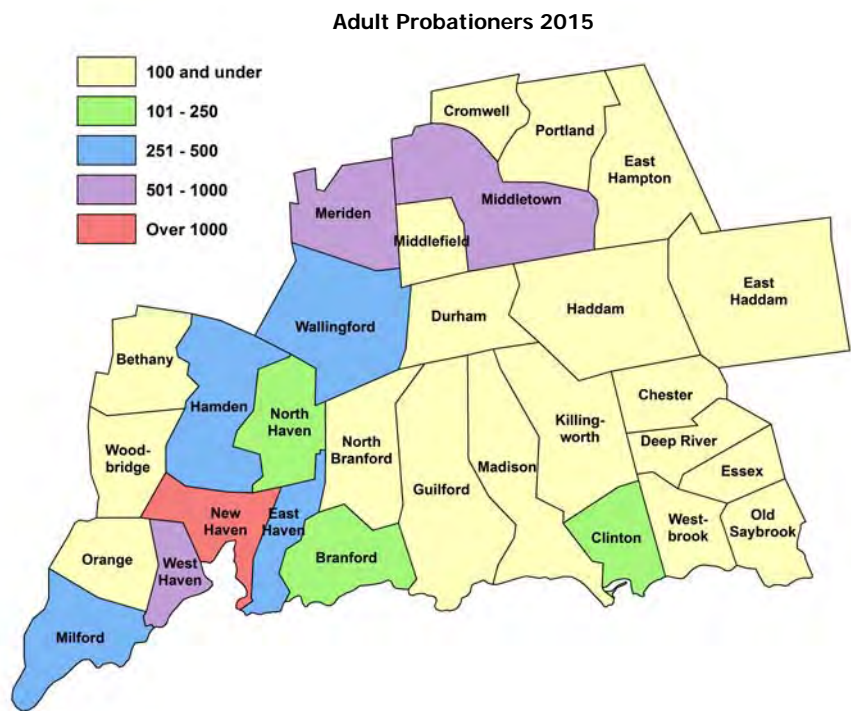 Adult Probationers 2015
100 and under
101 - 250
251 - 500
501 - 1000
Over 1000
Cromwell
Portland
East
Hampton
Meriden
Middletown
Middlefield
East
Haddam
Haddam
Durham
Wallingford
Bethany
Hamden
North
Haven
Chester
Killing-
worth
Deep River
North
Branford
Wood-
bridge
Madison
Guilford
Essex
New
Haven
East
Haven
West-
brook
Old
Saybrook
Clinton
Branford
Orange
West
Haven
Milford